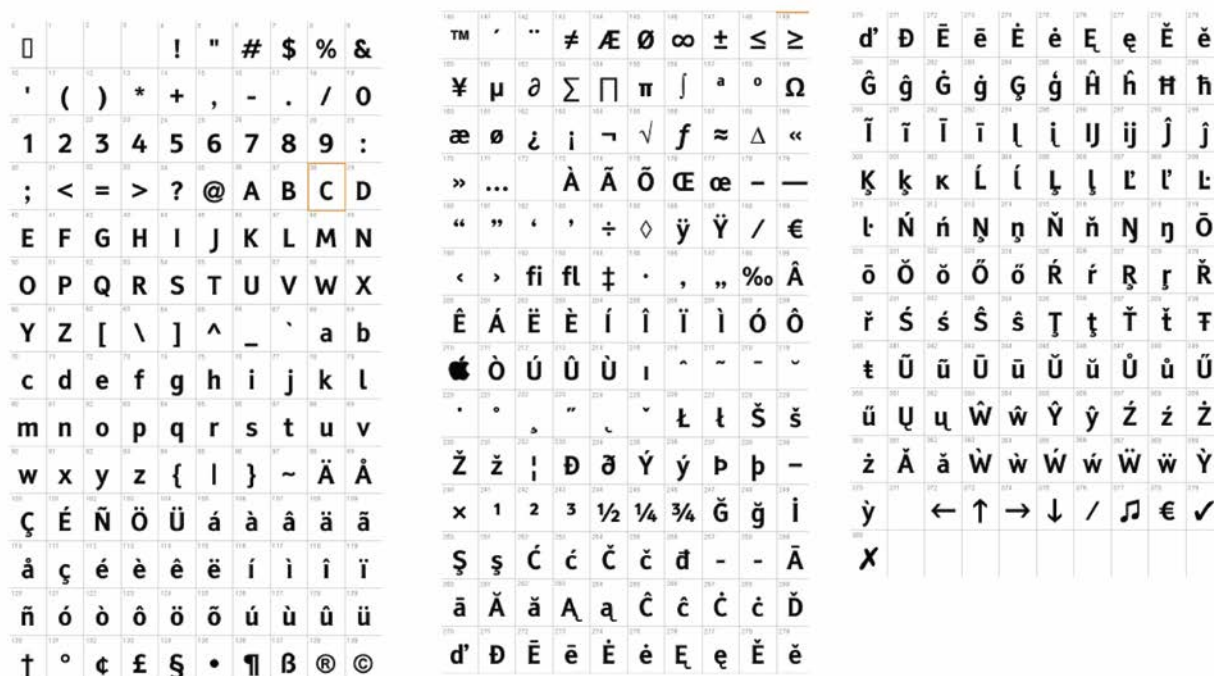 ! " # $ % &
' ( ) * + , - . / 0
1 2 3 4 5 6 7 8 9 :
; < = > ? @ A B C D
E F G H I J K L M N
O P Q R S T U V W X
Y Z [ \ ] ^ _ ` a b
c d e f g h i j k l
m n o p q r s t u v
w x y z { | } ~ Ä Å
Ç É Ñ Ö Ü á à â ä ã
å ç é è ê ë í ì î ï
ñ ó ò ô ö õ ú ù û ü
† ° ¢ £ § • ¶ ß ® ©
™ ´ ¨ ≠ Æ Ø ∞ ± ≤ ≥
¥ µ ∂ ∑ ∏ π ∫ ª º Ω
æ ø ¿ ¡ ¬ √ ƒ ≈ ∆ «
» … À Ã Õ Œ œ – —
“ ” ‘ ’ ÷ ◊ ÿ Ÿ ⁄ €
‹ › fi fl ‡ · ‚ „ ‰ Â
Ê Á Ë È Í Î Ï Ì Ó Ô
Ò Ú Û Ù ı ˆ ˜ ¯ ˘
˙ ˚ ¸ ˝ ˛ ˇ Ł ł Š š
Ž ž ¦ Đ ð Ý ý Þ þ −
× ¹ ² ³ ½ ¼ ¾ Ğ ğ İ
Ş ş Ć ć Č č đ - - Ā
ā Ă ă Ą ą Ĉ ĉ Ċ ċ Ď
ď Đ Ē ē Ė ė Ę ę Ě ě
ď Đ Ē ē Ė ė Ę ę Ě ě
Ĝ ĝ Ġ ġ Ģ ģ Ĥ ĥ Ħ ħ
Ĩ ĩ Ī ī Į į IJ ij Ĵ ĵ
Ķ ķ ĸ Ĺ ĺ Ļ ļ Ľ ľ Ŀ
ŀ Ń ń Ņ ņ Ň ň Ŋ ŋ Ō
ō Ŏ ŏ Ő ő Ŕ ŕ Ŗ ŗ Ř
ř Ś ś Ŝ ŝ Ţ ţ Ť ť Ŧ
ŧ Ũ ũ Ū ū Ŭ ŭ Ů ů Ű
ű Ų ų Ŵ ŵ Ŷ ŷ Ź ź Ż
ż Ǎ ǎ Ẁ ẁ Ẃ ẃ Ẅ ẅ Ỳ
ỳ ← ↑ → ↓ ∕ ♫ € ✓
✗